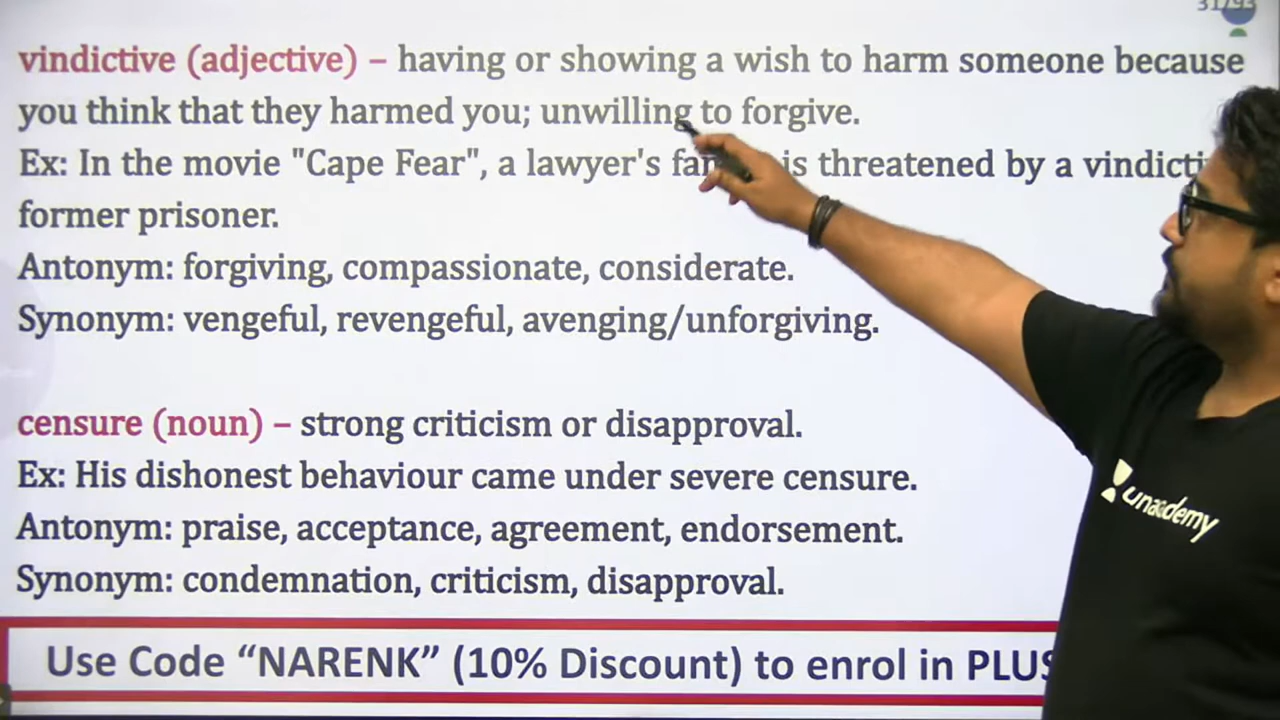 vindictive (adjective) – having or showing a wish to harm someone because
you think that they harmed you; unwilling to forgive.
Ex: In the movie "Cape Fear", a lawyer's is threatened by a
former prisoner.
Antonym: forgiving, compassionate, considerate.
Synonym: vengeful, revengeful, avenging/unforgiving.
censure (noun) – strong criticism or disapproval.
Ex: His dishonest behaviour came under severe censure.
Antonym: praise, acceptance, agreement, endorsement.
Synonym: condemnation, criticism, disapproval.
unacademy
Use Code “NARENK” (10% Discount) to enrol in PLUS